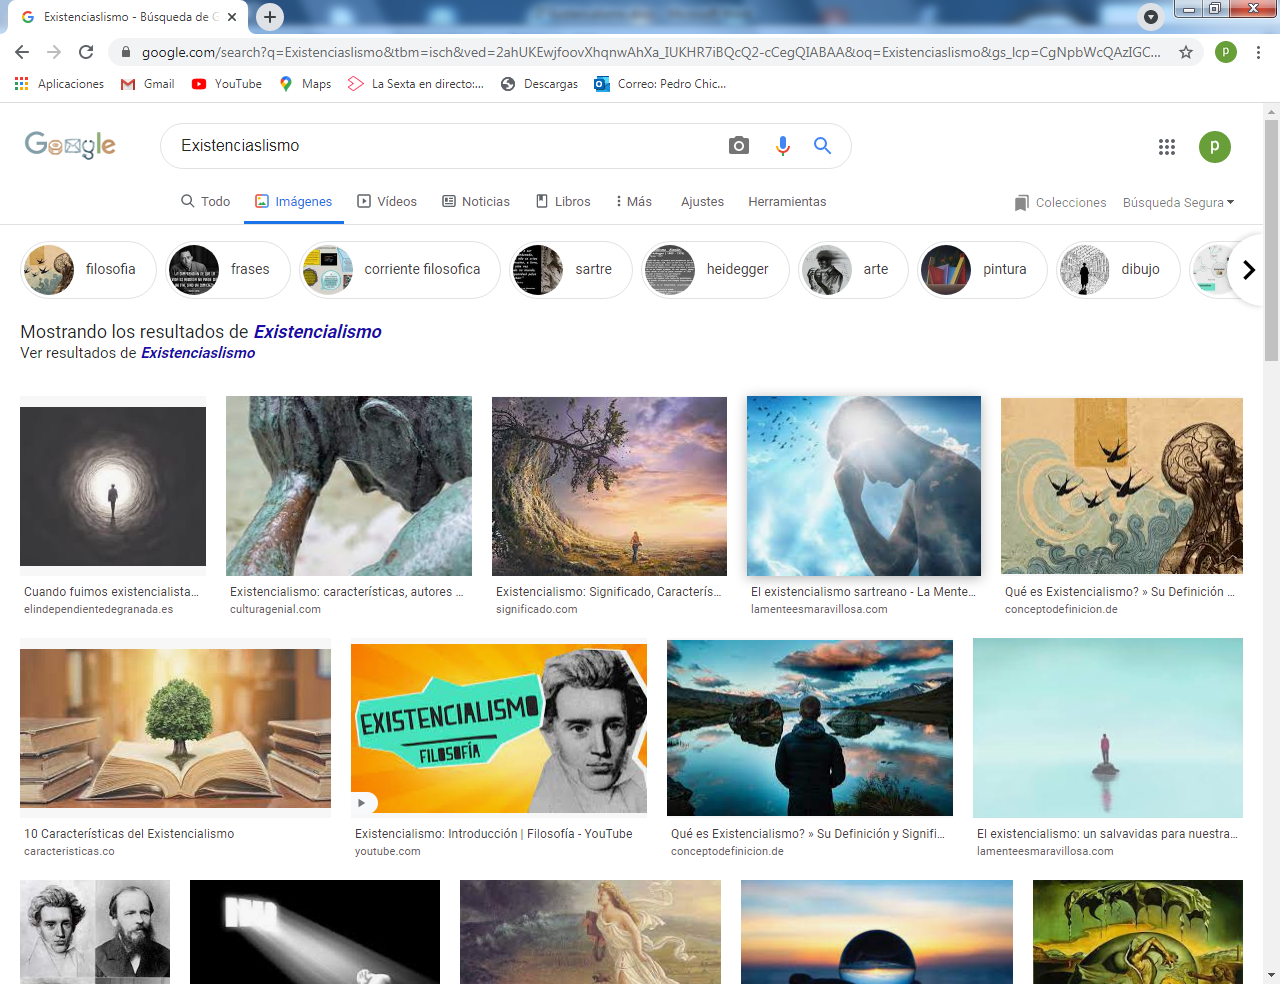 Existenciaslismo - Búsqueda de G
google.com/search?q=Existenciaslismo&tbm=isch&ved=2ahUKEwjfoovXhqnwAhXa_IUKHR7iBQcQ2-cCegQIABAA&oq=Existenciaslismo&gs_lcp=CgNpbWcQAzIGC...
p
Aplicaciones Gmail YouTube Maps La Sexta en directo:... Descargas Correo: Pedro Chic...
Google
Existenciaslismo
p
Todo Imágenes Vídeos Noticias Libros Más Ajustes Herramientas Colecciones Búsqueda Segura
filosofia frases corriente filosofica sartre heidegger arte pintura dibujo
Mostrando los resultados de Existencialismo
Ver resultados de Existenciaslismo
Cuando fuimos existencialista...
elindependientedegranada.es
Existencialismo: características, autores ...
culturagenial.com
Existencialismo: Significado, Caracterís...
significado.com
El existencialismo sartreano - La Mente...
lamenteesmaravillosa.com
Qué es Existencialismo? » Su Definición ...
conceptodefinicion.de
EXISTENCIALISMO
FILOSOFÍA
10 Características del Existencialismo
caracteristicas.co
Existencialismo: Introducción | Filosofía - YouTube
youtube.com
Qué es Existencialismo? » Su Definición y Signifi...
conceptodefinicion.de
El existencialismo: un salvavidas para nuestra...
lamenteesmaravillosa.com